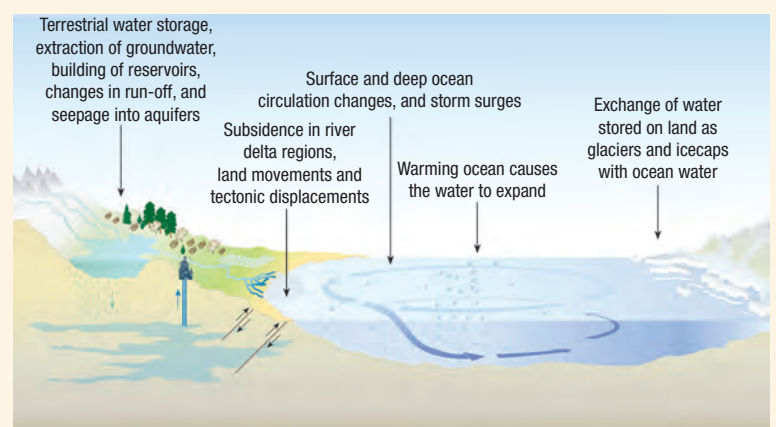 Terrestrial water storage,
extraction of groundwater,
building of reservoirs,
changes in run-off, and
seepage into aquifers
Surface and deep ocean
circulation changes, and storm surges
Subsidence in river
delta regions,
land movements and
tectonic displacements
Warming ocean causes
the water to expand
Exchange of water
stored on land as
glaciers and icecaps
with ocean water